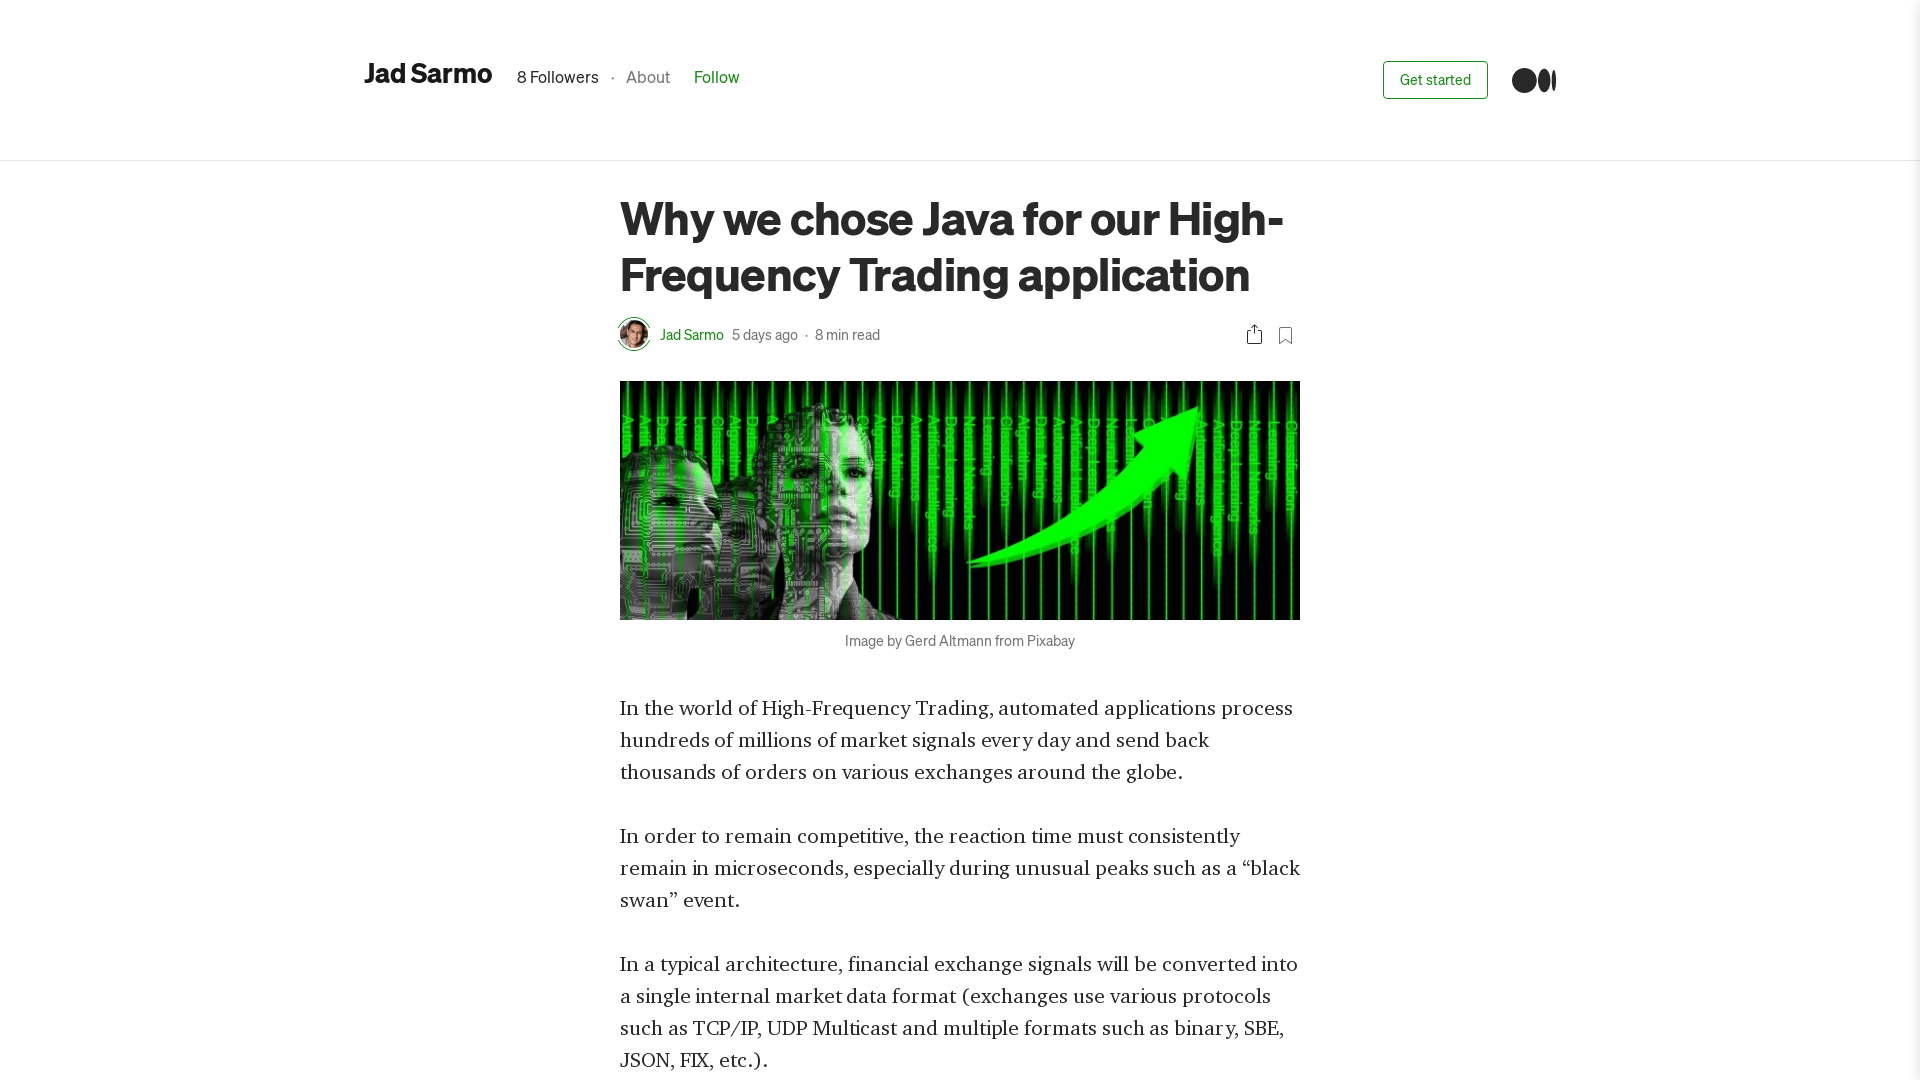 Jad Sarmo
8 Followers · About Follow
Get started
Why we chose Java for our High-
Frequency Trading application
Jad Sarmo 5 days ago · 8 min read
Image by Gerd Altmann from Pixabay
In the world of High-Frequency Trading, automated applications process
hundreds of millions of market signals every day and send back
thousands of orders on various exchanges around the globe.
In order to remain competitive, the reaction time must consistently
remain in microseconds, especially during unusual peaks such as a “black
swan” event.
In a typical architecture, financial exchange signals will be converted into
a single internal market data format (exchanges use various protocols
such as TCP/IP, UDP Multicast and multiple formats such as binary, SBE,
JSON, FIX, etc.).